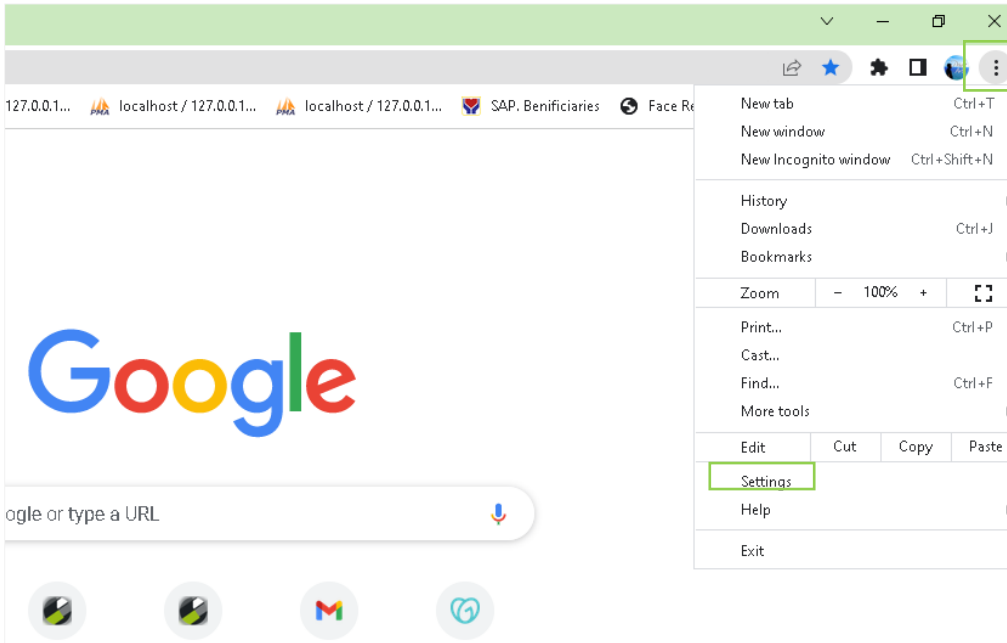 127.0.0.1... localhost / 127.0.0.1... localhost / 127.0.0.1... SAP. Benificiaries Face Re
New tab Ctrl+T
New window Ctrl+N
New Incognito window Ctrl+Shift+N
History
Downloads Ctrl+J
Bookmarks
Zoom - 100% +
Print... Ctrl+P
Cast...
Find... Ctrl+F
More tools
Edit Cut Copy Paste
Settings
Help
Exit
Google
ogle or type a URL